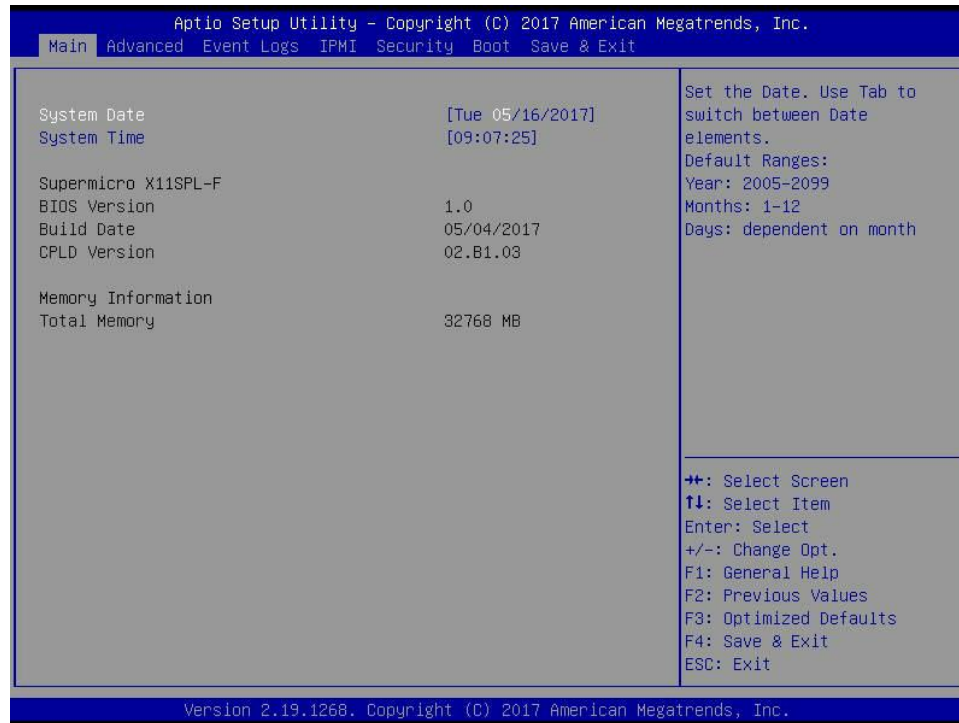 Aptio Setup Utility – Copyright (C) 2017 American Megatrends, Inc.
Main Advanced Event Logs IPMI Security Boot Save & Exit
System Date [Tue 05/16/2017]
System Time [09:07:25]
Supermicro X11SPL-F
BIOS Version 1.0
Build Date 05/04/2017
CPLD Version 02.B1.03
Memory Information
Total Memory 32768 MB
Set the Date. Use Tab to
switch between Date
elements.
Default Ranges:
Year: 2005-2099
Months: 1-12
Days: dependent on month
→←: Select Screen
↑↓: Select Item
Enter: Select
+/-: Change Opt.
F1: General Help
F2: Previous Values
F3: Optimized Defaults
F4: Save & Exit
ESC: Exit
Version 2.19.1268. Copyright (C) 2017 American Megatrends, Inc.